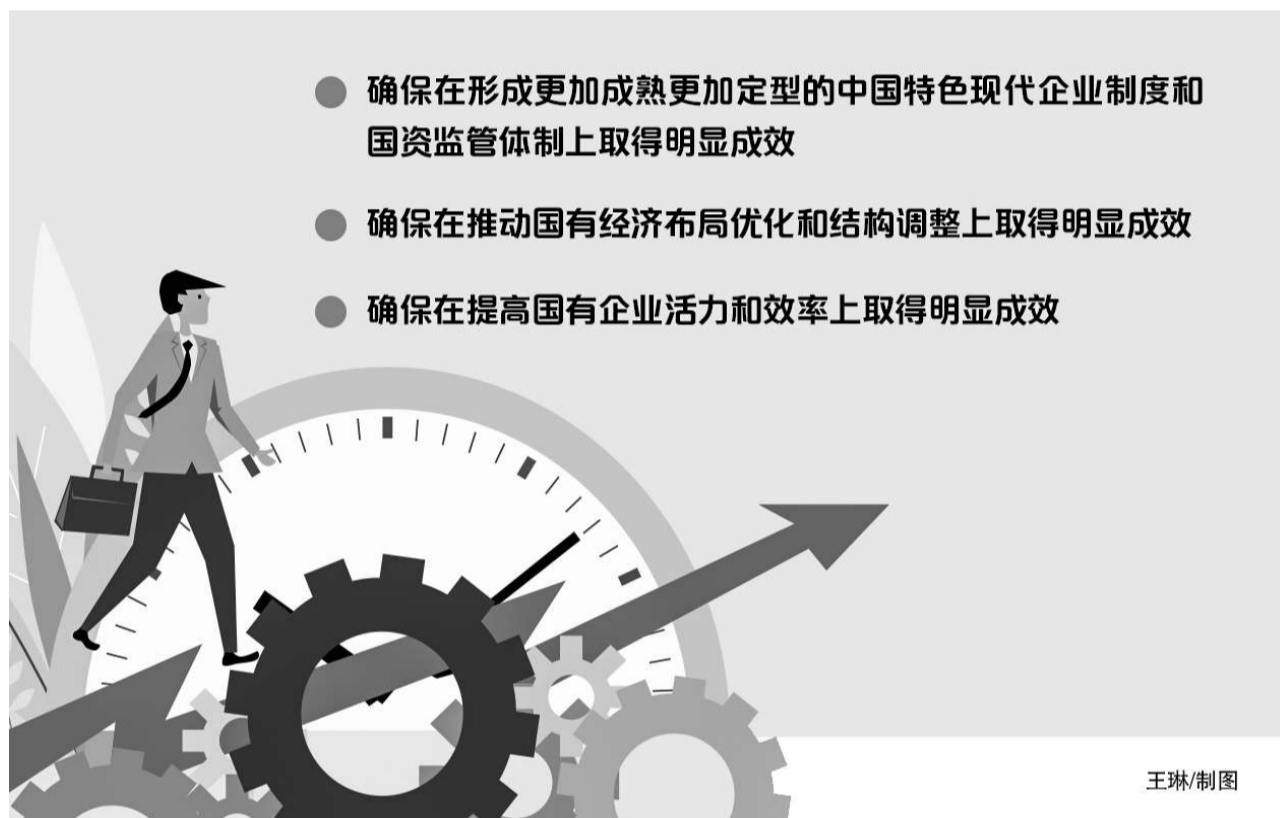 确保在形成更加成熟更加定型的中国特色现代企业制度和
国资监管体制上取得明显成效
确保在推动国有经济布局优化和结构调整上取得明显成效
确保在提高国有企业活力和效率上取得明显成效
王琳/制图